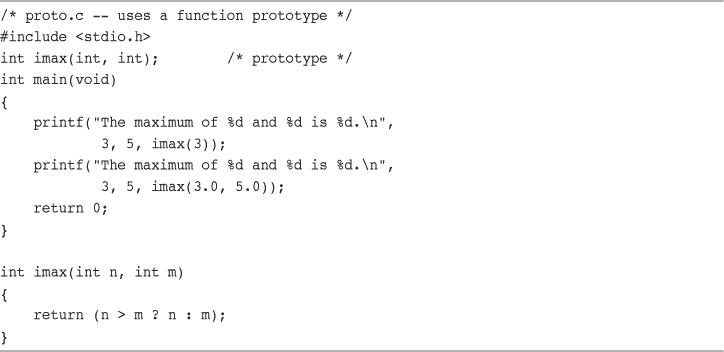 /* proto.c -- uses a function prototype */
#include <stdio.h>
int imax(int, int);        /* prototype */
int main(void)
{
    printf("The maximum of %d and %d is %d.\n",
            3, 5, imax(3));
    printf("The maximum of %d and %d is %d.\n",
            3, 5, imax(3.0, 5.0));
    return 0;
}

int imax(int n, int m)
{
    return (n > m ? n : m);
}